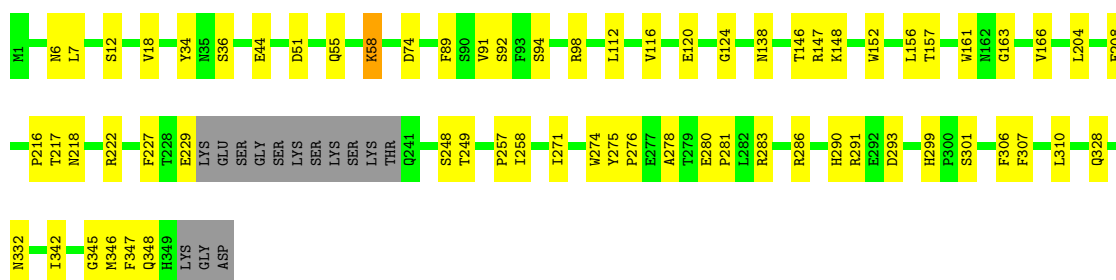 M1 N6 L7 S12 V18 Y34 N35 S36 E44 D51 Q55 K58 D74 F89 S90 V91 S92 F93 S94 R98 L112 V116 E120 G124 N138 T146 R147 K148 W152 L156 T157 W161 N162 G163 V166 L204
P216 T217 N218 R222 F227 T228 E229 LYS GLU SER GLY SER LYS SER LYS SER LYS THR Q241 S248 T249 P257 I258 I271 W274 Y275 P276 E277 A278 T279 E280 P281 L282 R283 R286 H290 R291 E292 D293 H299 P300 S301 F306 F307 L310 Q328
N332 I342 G345 M346 F347 Q348 H349 LYS GLY ASP